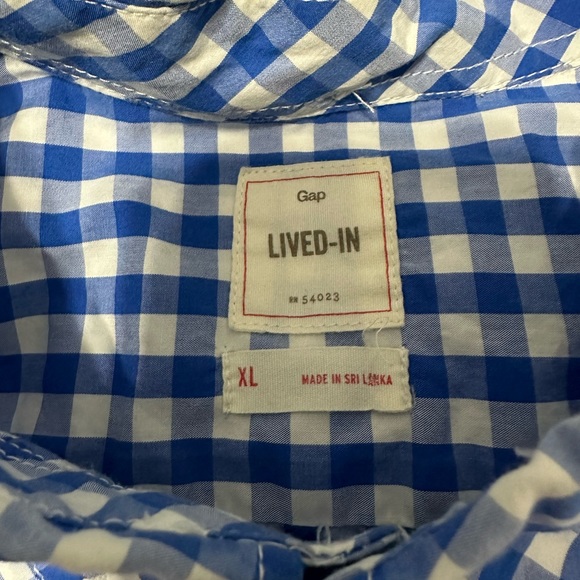 Gap
LIVED-IN
RN 54023
XL MADE IN SRI LANKA